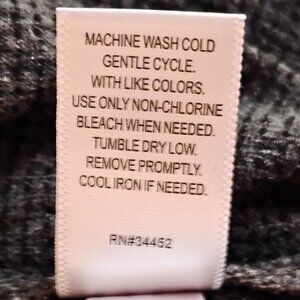 MACHINE WASH COLD
GENTLE CYCLE.
WITH LIKE COLORS.
USE ONLY NON-CHLORINE
BLEACH WHEN NEEDED.
TUMBLE DRY LOW.
REMOVE PROMPTLY.
COOL IRON IF NEEDED.
RN#34452